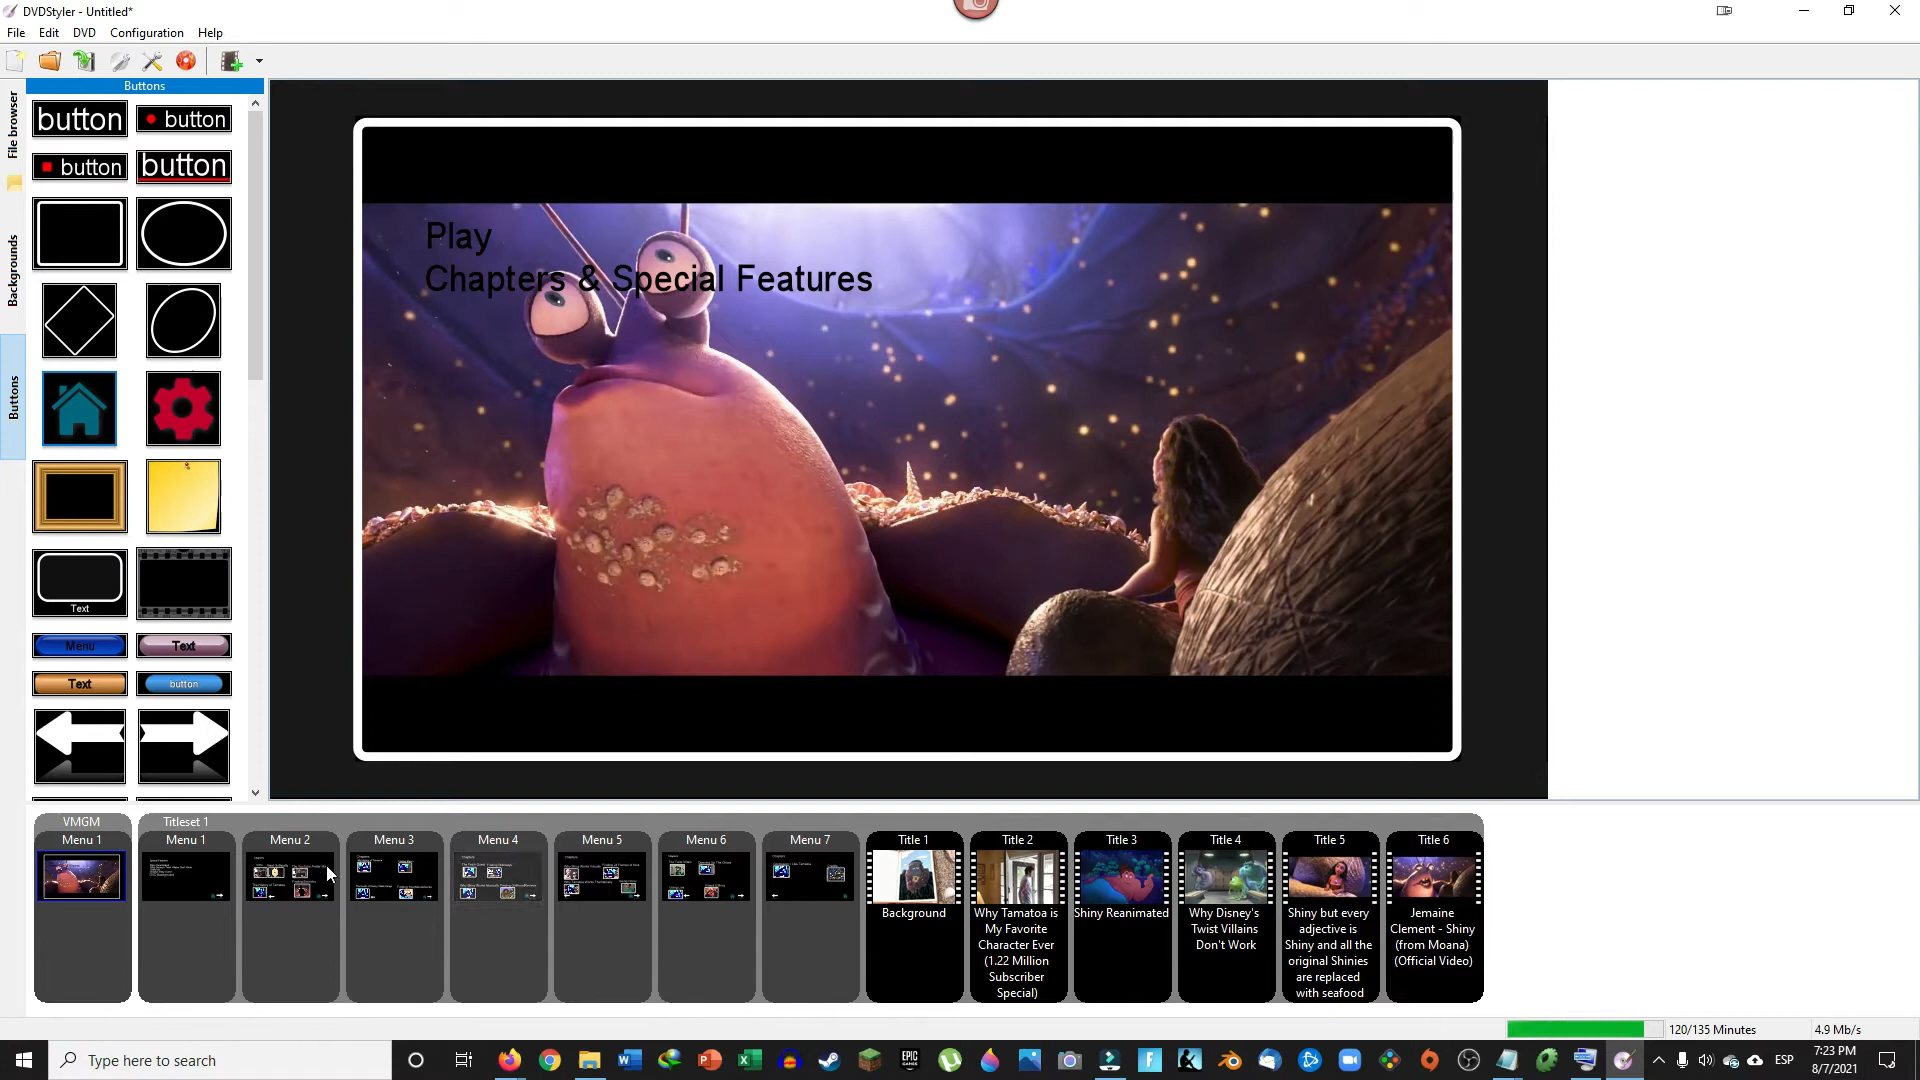 DVDStyler - Untitled*
File Edit DVD Configuration Help
Buttons
File browser
Backgrounds
Buttons
button
button
button
button
Text
Menu
Text
Text
button
Play
Chapters & Special Features
VMGM
Titleset 1
Menu 1
Menu 1
Menu 2
Menu 3
Menu 4
Menu 5
Menu 6
Menu 7
Title 1
Title 2
Title 3
Title 4
Title 5
Title 6
Background
Why Tamatoa is
My Favorite
Character Ever
(1.22 Million
Subscriber
Special)
Shiny Reanimated
Why Disney's
Twist Villains
Don't Work
Shiny but every
adjective is
Shiny and all the
original Shinies
are replaced
with seafood
Jemaine
Clement - Shiny
(from Moana)
(Official Video)
120/135 Minutes
4.9 Mb/s
Type here to search
EPIC
GAMES
ESP
7:23 PM
8/7/2021